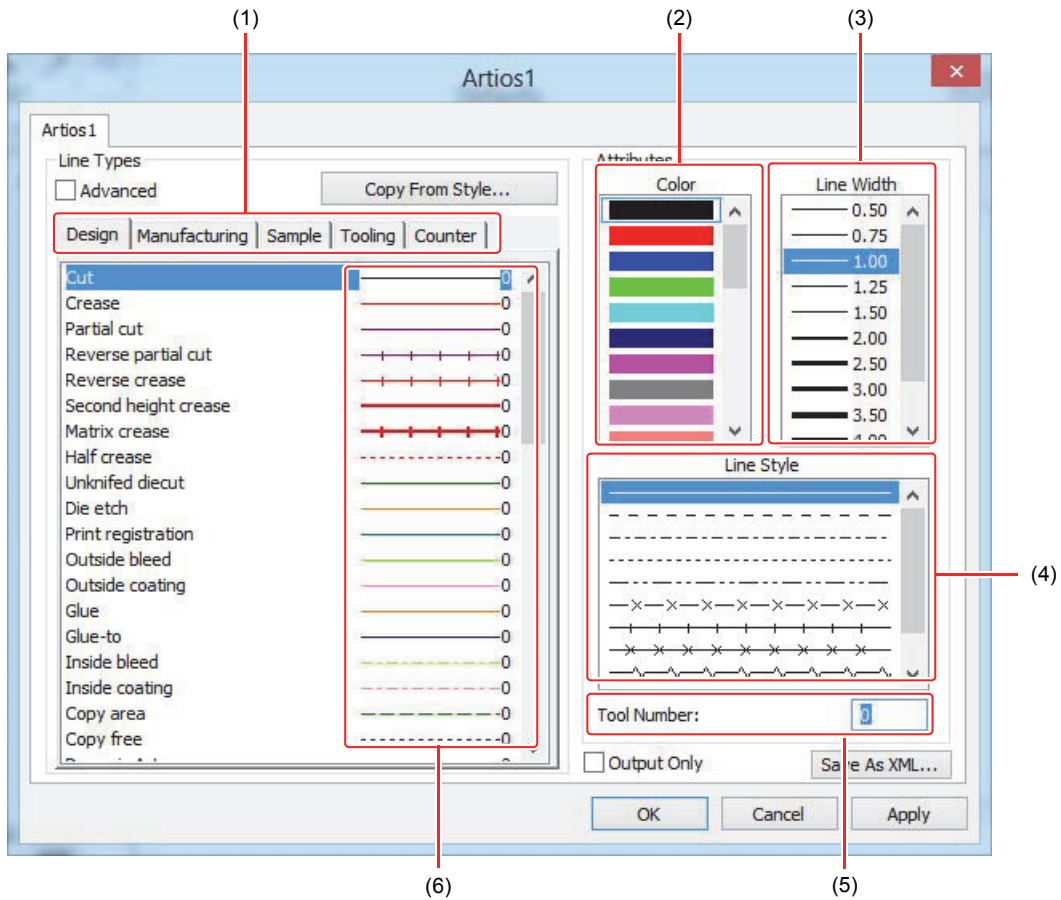 (1)
(2)
(3)
Artios1
Artios1
Line Types
Attributes
Advanced
Copy From Style...
Color
Line Width
Design
Manufacturing
Sample
Tooling
Counter
Cut 0
Crease 0
Partial cut 0
Reverse partial cut 0
Reverse crease 0
Second height crease 0
Matrix crease 0
Half crease 0
Unknifed diecut 0
Die etch 0
Print registration 0
Outside bleed 0
Outside coating 0
Glue 0
Glue-to 0
Inside bleed 0
Inside coating 0
Copy area 0
Copy free 0
0.50
0.75
1.00
1.25
1.50
2.00
2.50
3.00
3.50
4.00
Line Style
(4)
Tool Number: 0
Output Only
Save As XML...
OK
Cancel
Apply
(6)
(5)